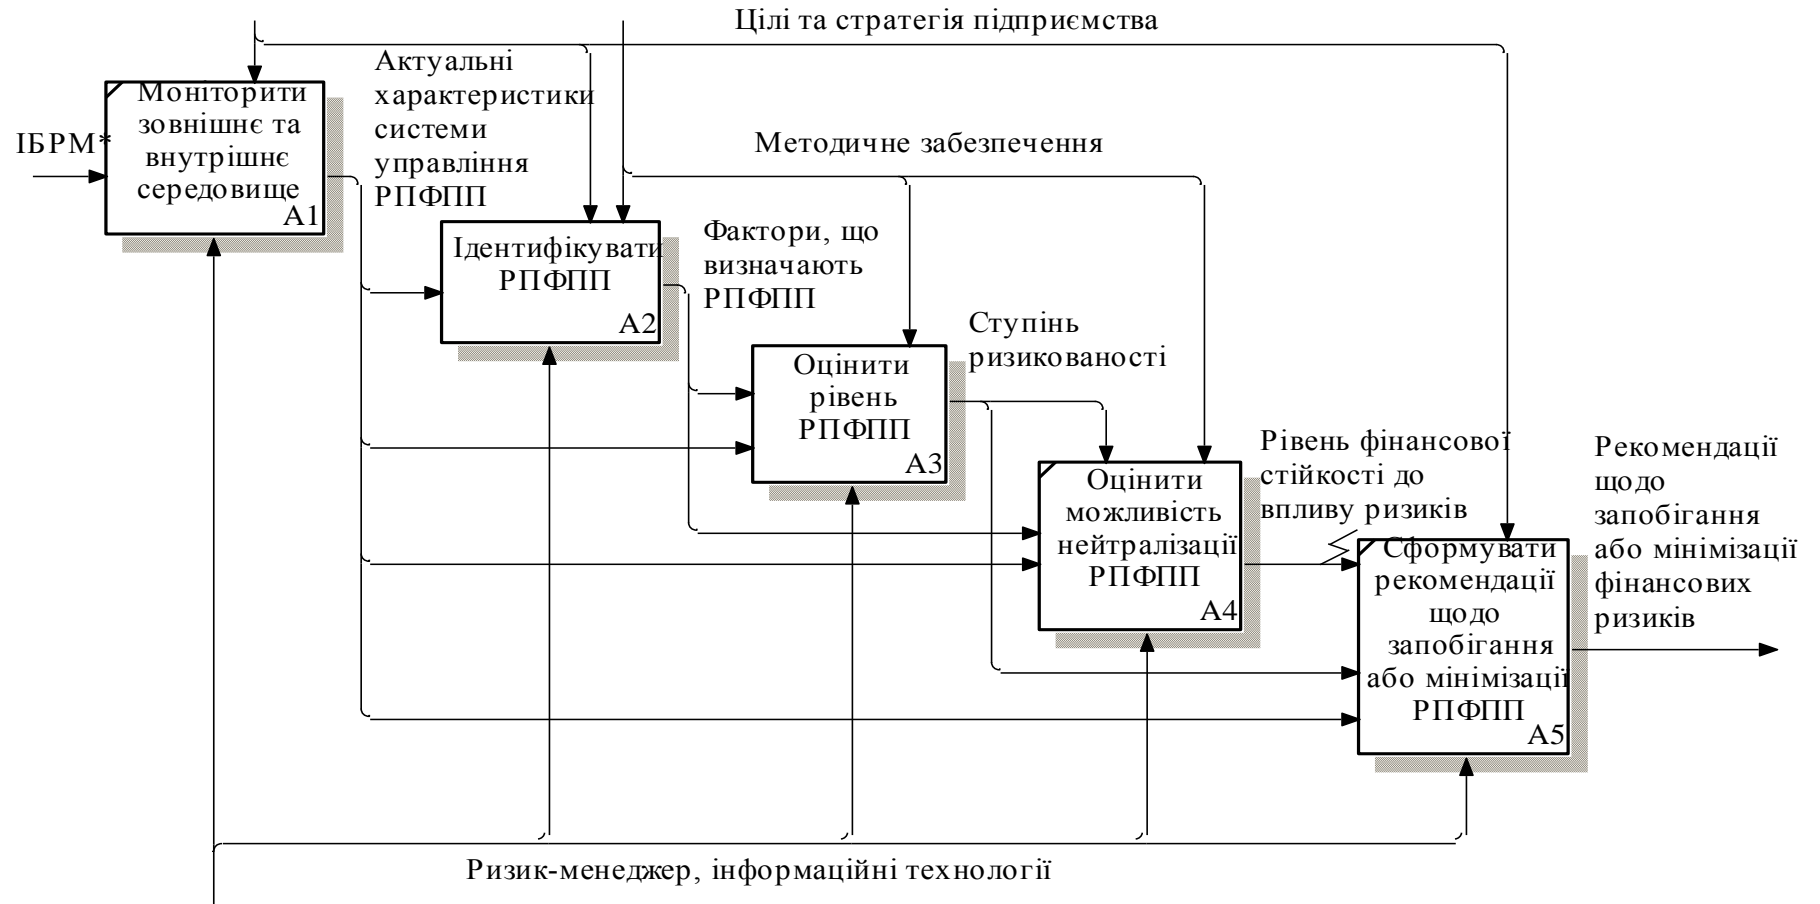 Цілі та стратегія підприємства
Актуальні
характеристики
системи
управління
РПФПП
Моніторити
зовнішнє та
внутрішнє
середовище
А1
ІБРМ*
Методичне забезпечення
Ідентифікувати
РПФПП
А2
Фактори, що
визначають
РПФПП
Ступінь
ризикованості
Оцінити
рівень
РПФПП
А3
Рівень фінансової
стійкості до
впливу ризиків
Оцінити
можливість
нейтралізації
РПФПП
А4
Рекомендації
щодо
запобігання
або мінімізації
фінансових
ризиків
Сформувати
рекомендації
щодо
запобігання
або мінімізації
РПФПП
А5
Ризик-менеджер, інформаційні технології